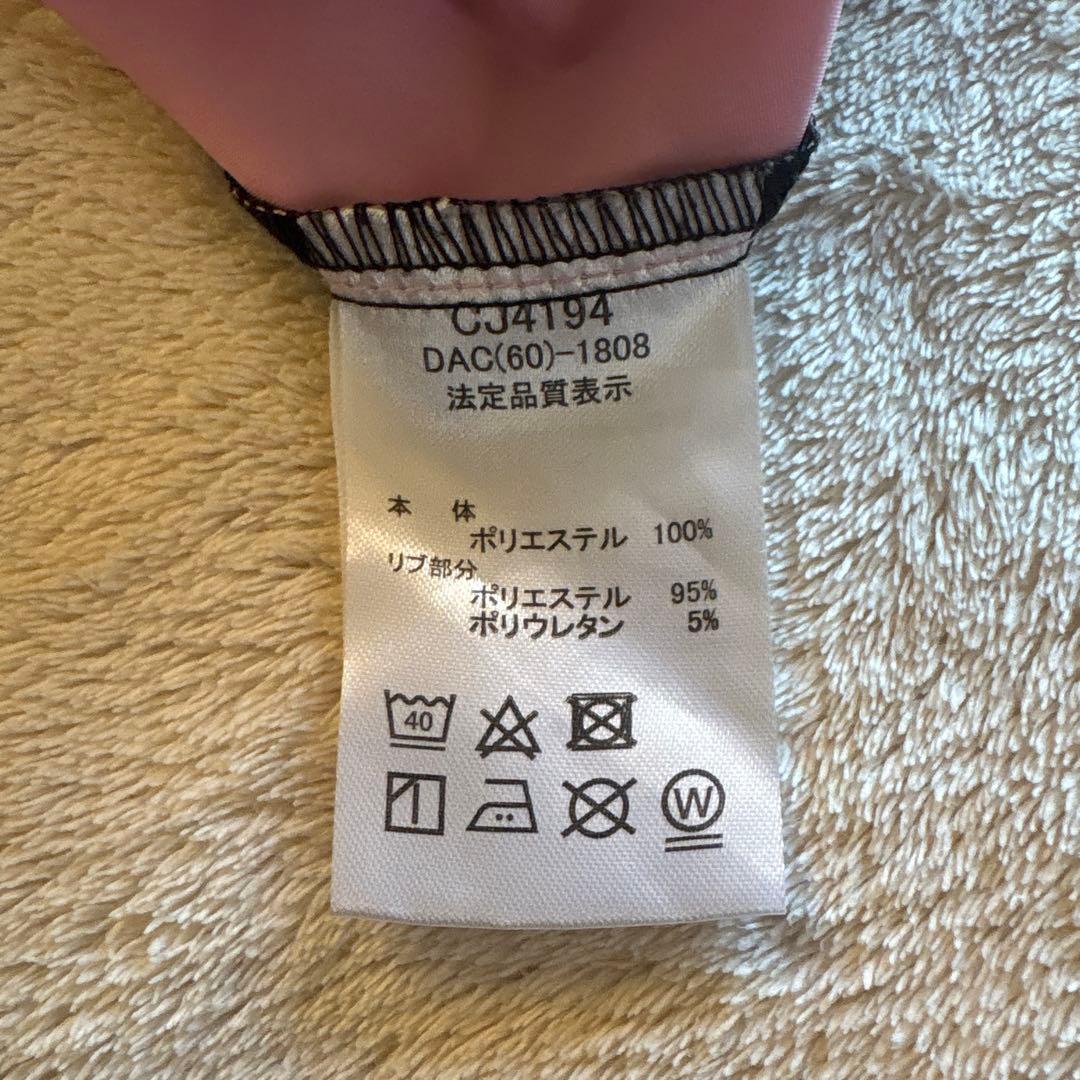 CJ4194
DAC(60)-1808
法定品質表示
本 体
ポリエステル 100%
リブ部分
ポリエステル 95%
ポリウレタン 5%
40
W